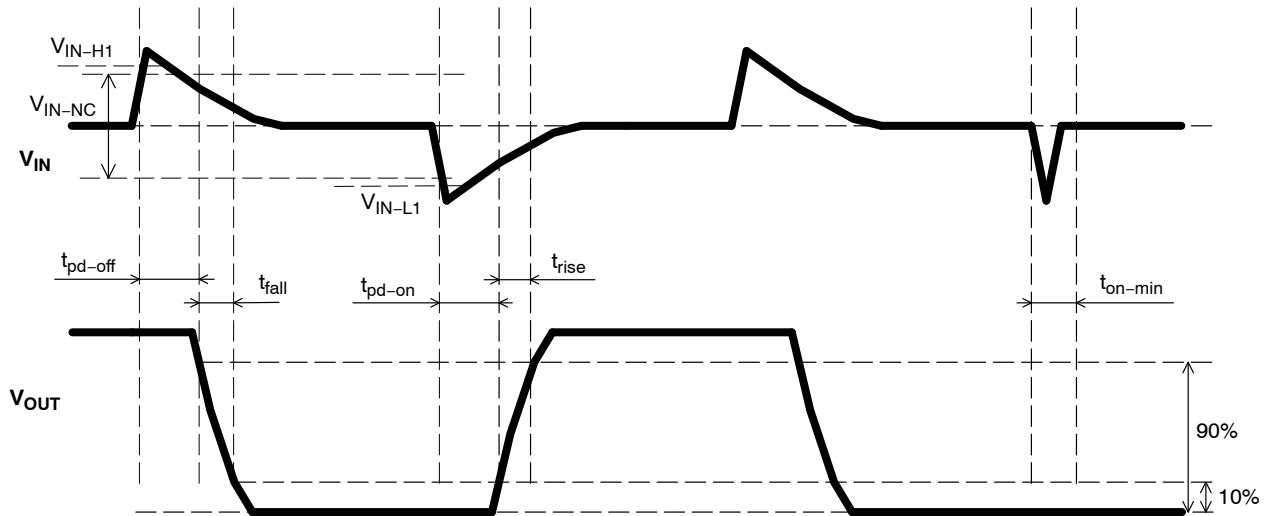 V_IN–H1
V_IN–NC
V_IN
V_IN–L1
t_pd–off
t_fall
t_pd–on
t_rise
t_on–min
V_OUT
90%
10%